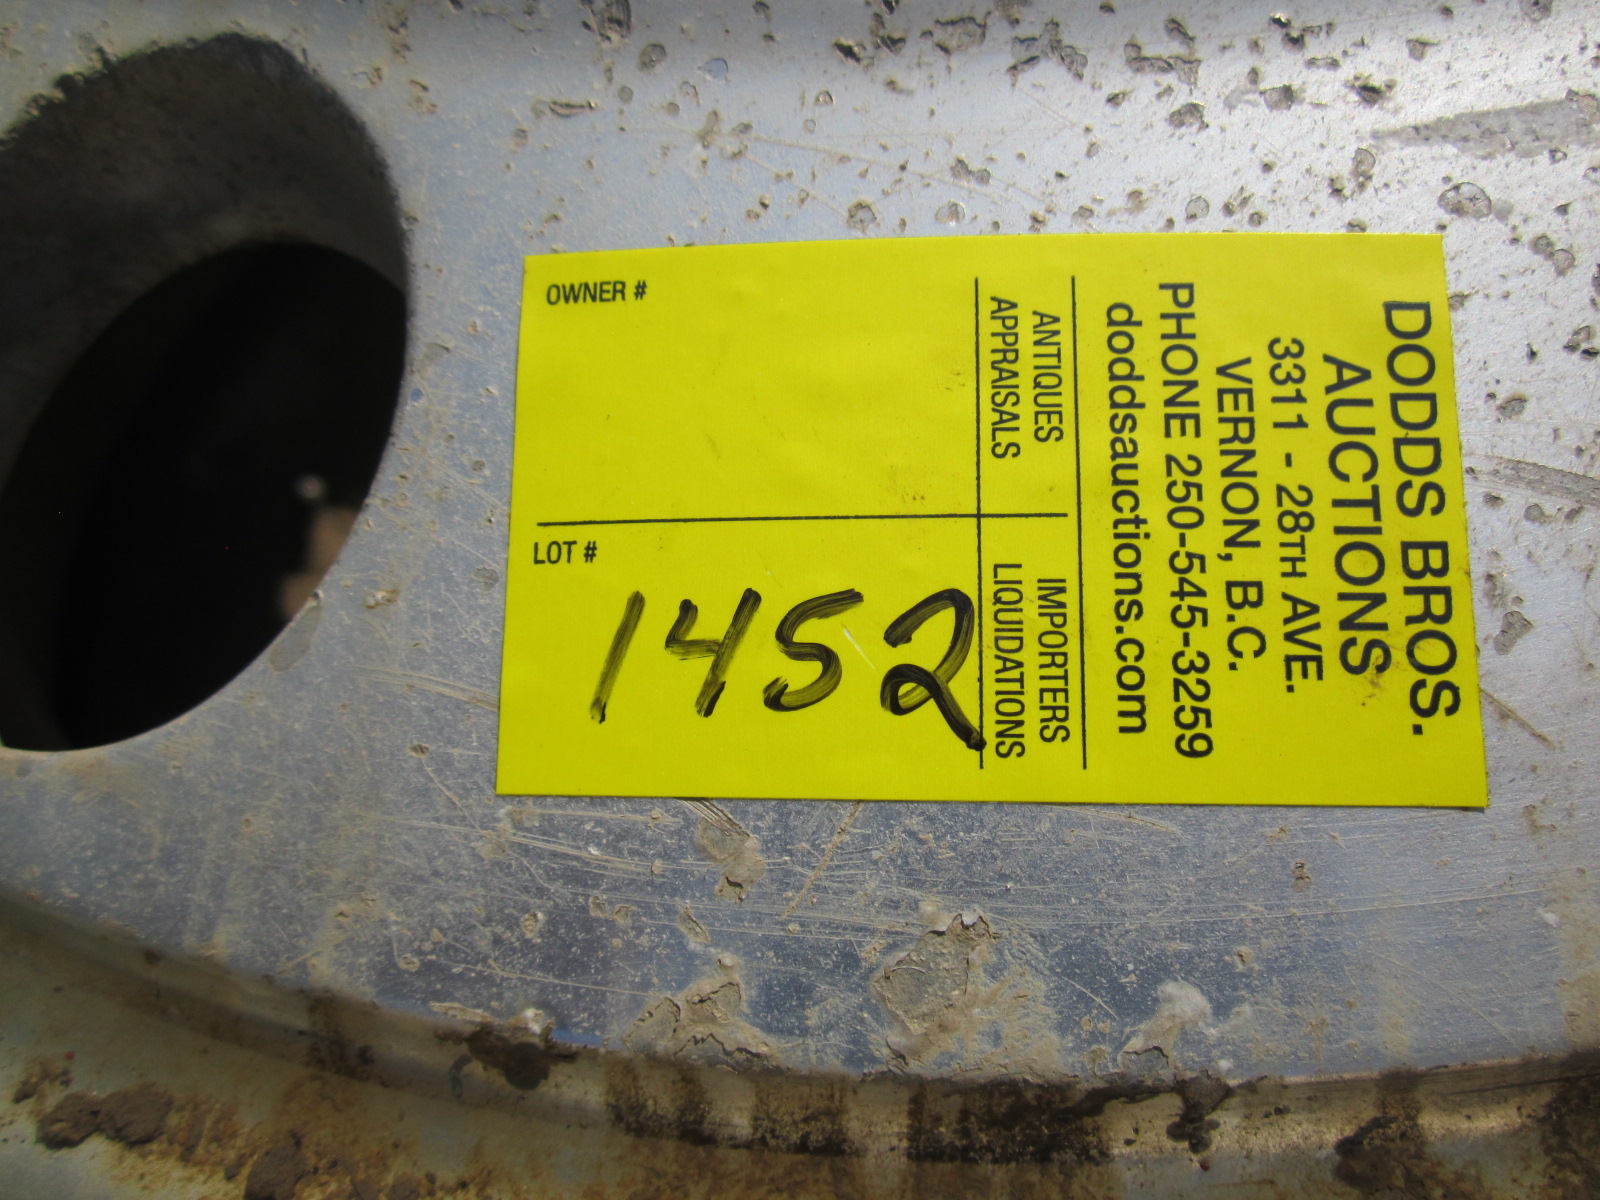 DODDS BROS.
AUCTIONS
3311 - 28TH AVE.
VERNON, B.C.
PHONE 250-545-3259
doddsauctions.com
ANTIQUES
APPRAISALS
IMPORTERS
LIQUIDATIONS
OWNER #
LOT #
1452